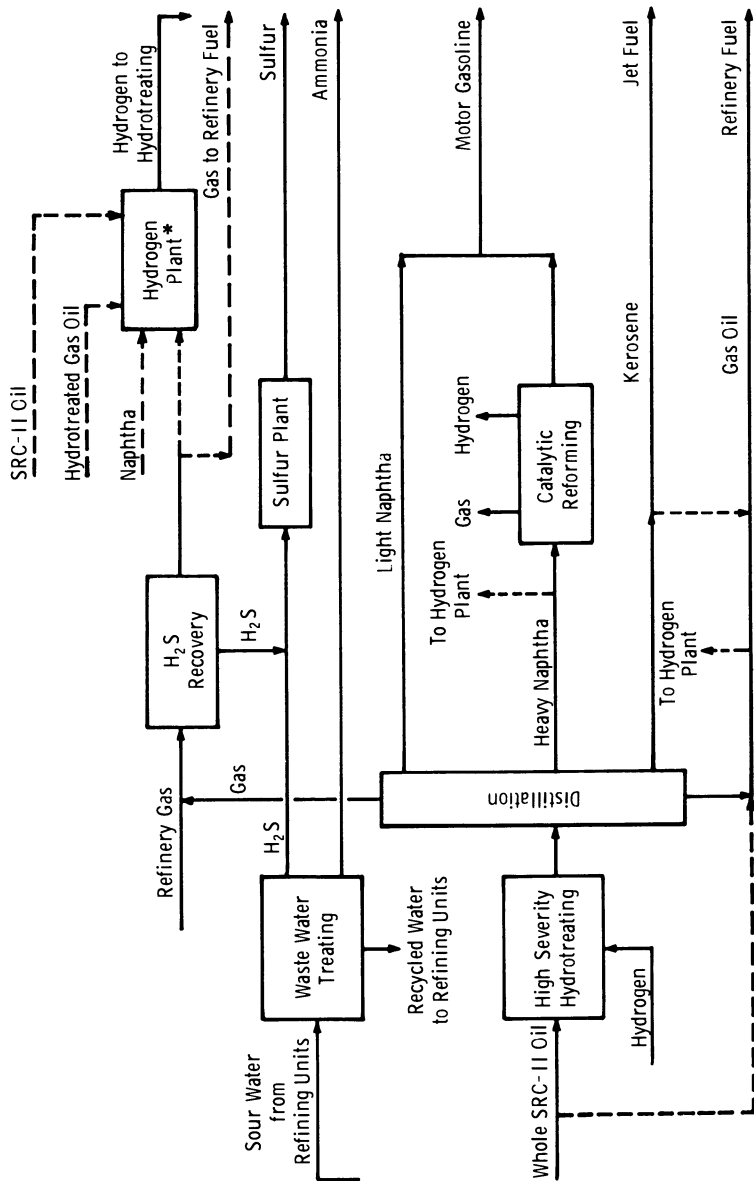 SRC-II Oil
Hydrotreated Gas Oil
Naphtha
Hydrogen
Plant*
Hydrogen to
Hydrotreating
Gas to Refinery Fuel
Refinery Gas
H₂S
Recovery
H₂S
Gas
Sour Water
from
Refining Units
Waste Water
Treating
H₂S
Sulfur Plant
Sulfur
Ammonia
Recycled Water
to Refining Units
Light Naphtha
To Hydrogen
Plant
Gas
Hydrogen
Motor Gasoline
Whole SRC-II Oil
High Severity
Hydrotreating
Hydrogen
Distillation
Heavy Naphtha
Catalytic
Reforming
Kerosene
Jet Fuel
To Hydrogen
Plant
Gas Oil
Refinery Fuel